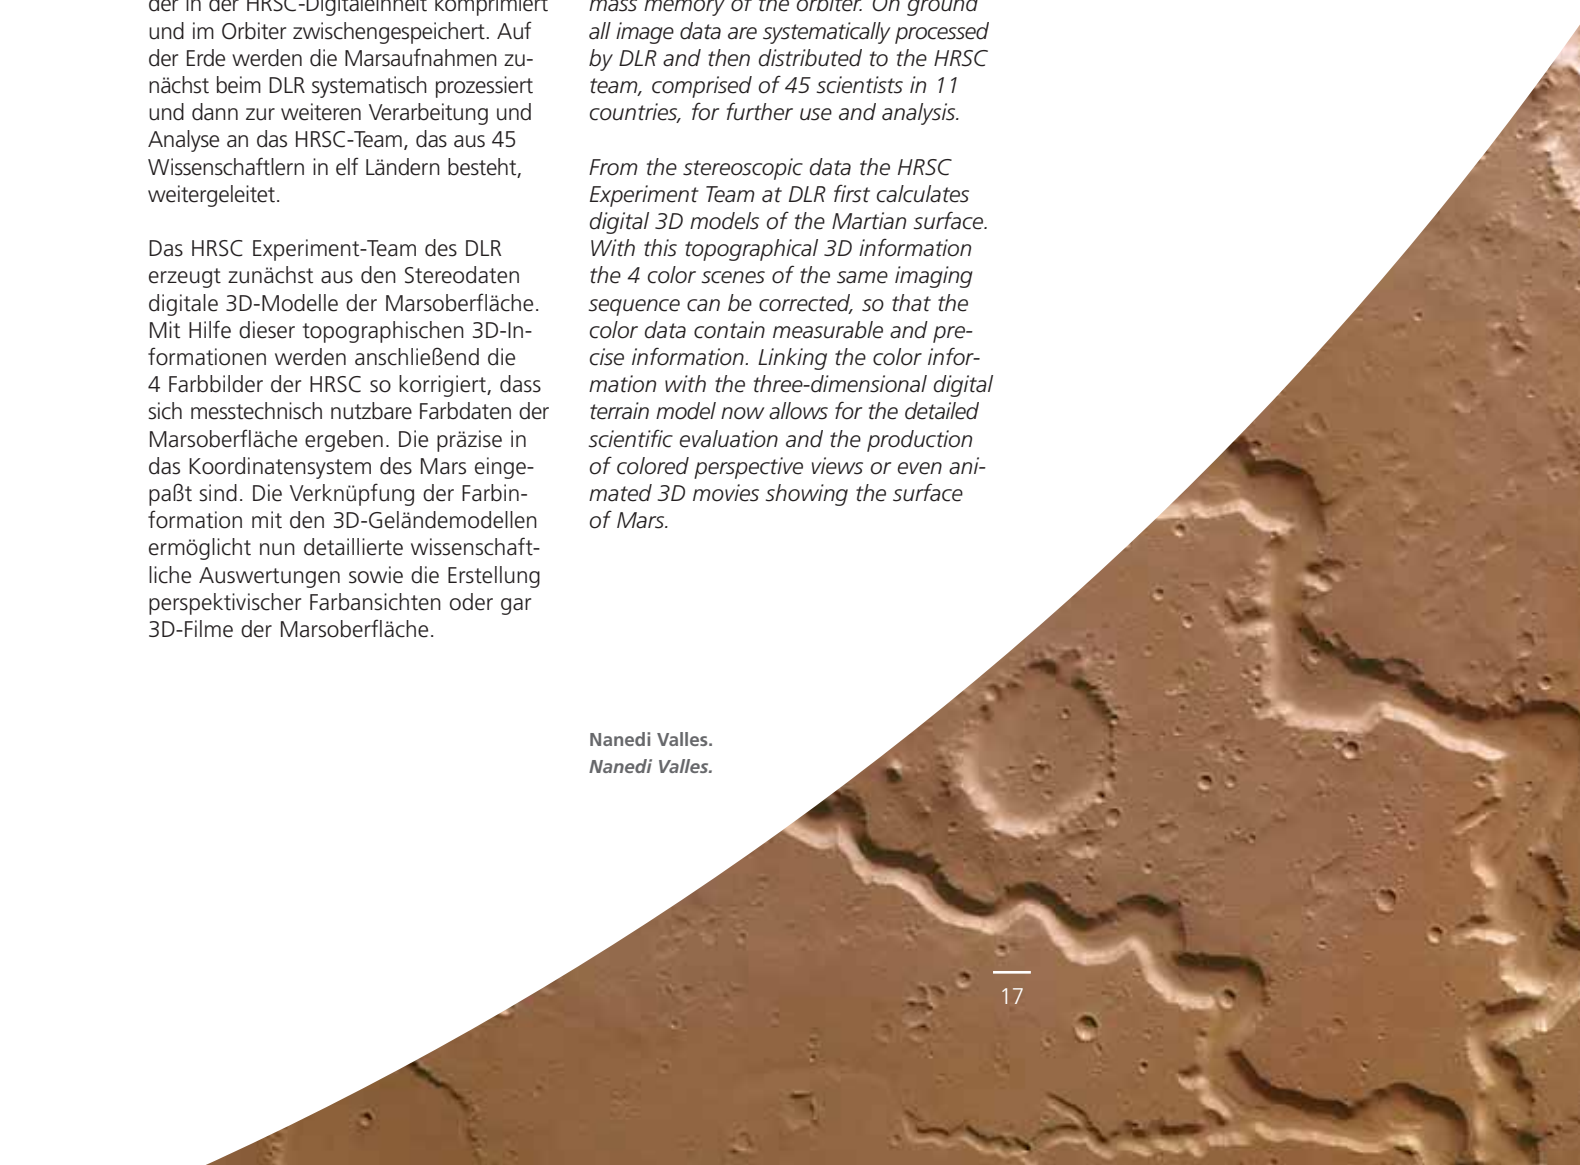 der in der HRSC-Digitaleinheit komprimiert
und im Orbiter zwischengespeichert. Auf
der Erde werden die Marsaufnahmen zu-
nächst beim DLR systematisch prozessiert
und dann zur weiteren Verarbeitung und
Analyse an das HRSC-Team, das aus 45
Wissenschaftlern in elf Ländern besteht,
weitergeleitet.
Das HRSC Experiment-Team des DLR
erzeugt zunächst aus den Stereodaten
digitale 3D-Modelle der Marsoberfläche.
Mit Hilfe dieser topographischen 3D-In-
formationen werden anschließend die
4 Farbbilder der HRSC so korrigiert, dass
sich messtechnisch nutzbare Farbdaten der
Marsoberfläche ergeben. Die präzise in
das Koordinatensystem des Mars einge-
paßt sind. Die Verknüpfung der Farbin-
formation mit den 3D-Geländemodellen
ermöglicht nun detaillierte wissenschaft-
liche Auswertungen sowie die Erstellung
perspektivischer Farbansichten oder gar
3D-Filme der Marsoberfläche.
mass memory of the orbiter. On ground
all image data are systematically processed
by DLR and then distributed to the HRSC
team, comprised of 45 scientists in 11
countries, for further use and analysis.
From the stereoscopic data the HRSC
Experiment Team at DLR first calculates
digital 3D models of the Martian surface.
With this topographical 3D information
the 4 color scenes of the same imaging
sequence can be corrected, so that the
color data contain measurable and pre-
cise information. Linking the color infor-
mation with the three-dimensional digital
terrain model now allows for the detailed
scientific evaluation and the production
of colored perspective views or even ani-
mated 3D movies showing the surface
of Mars.
Nanedi Valles.
Nanedi Valles.
17